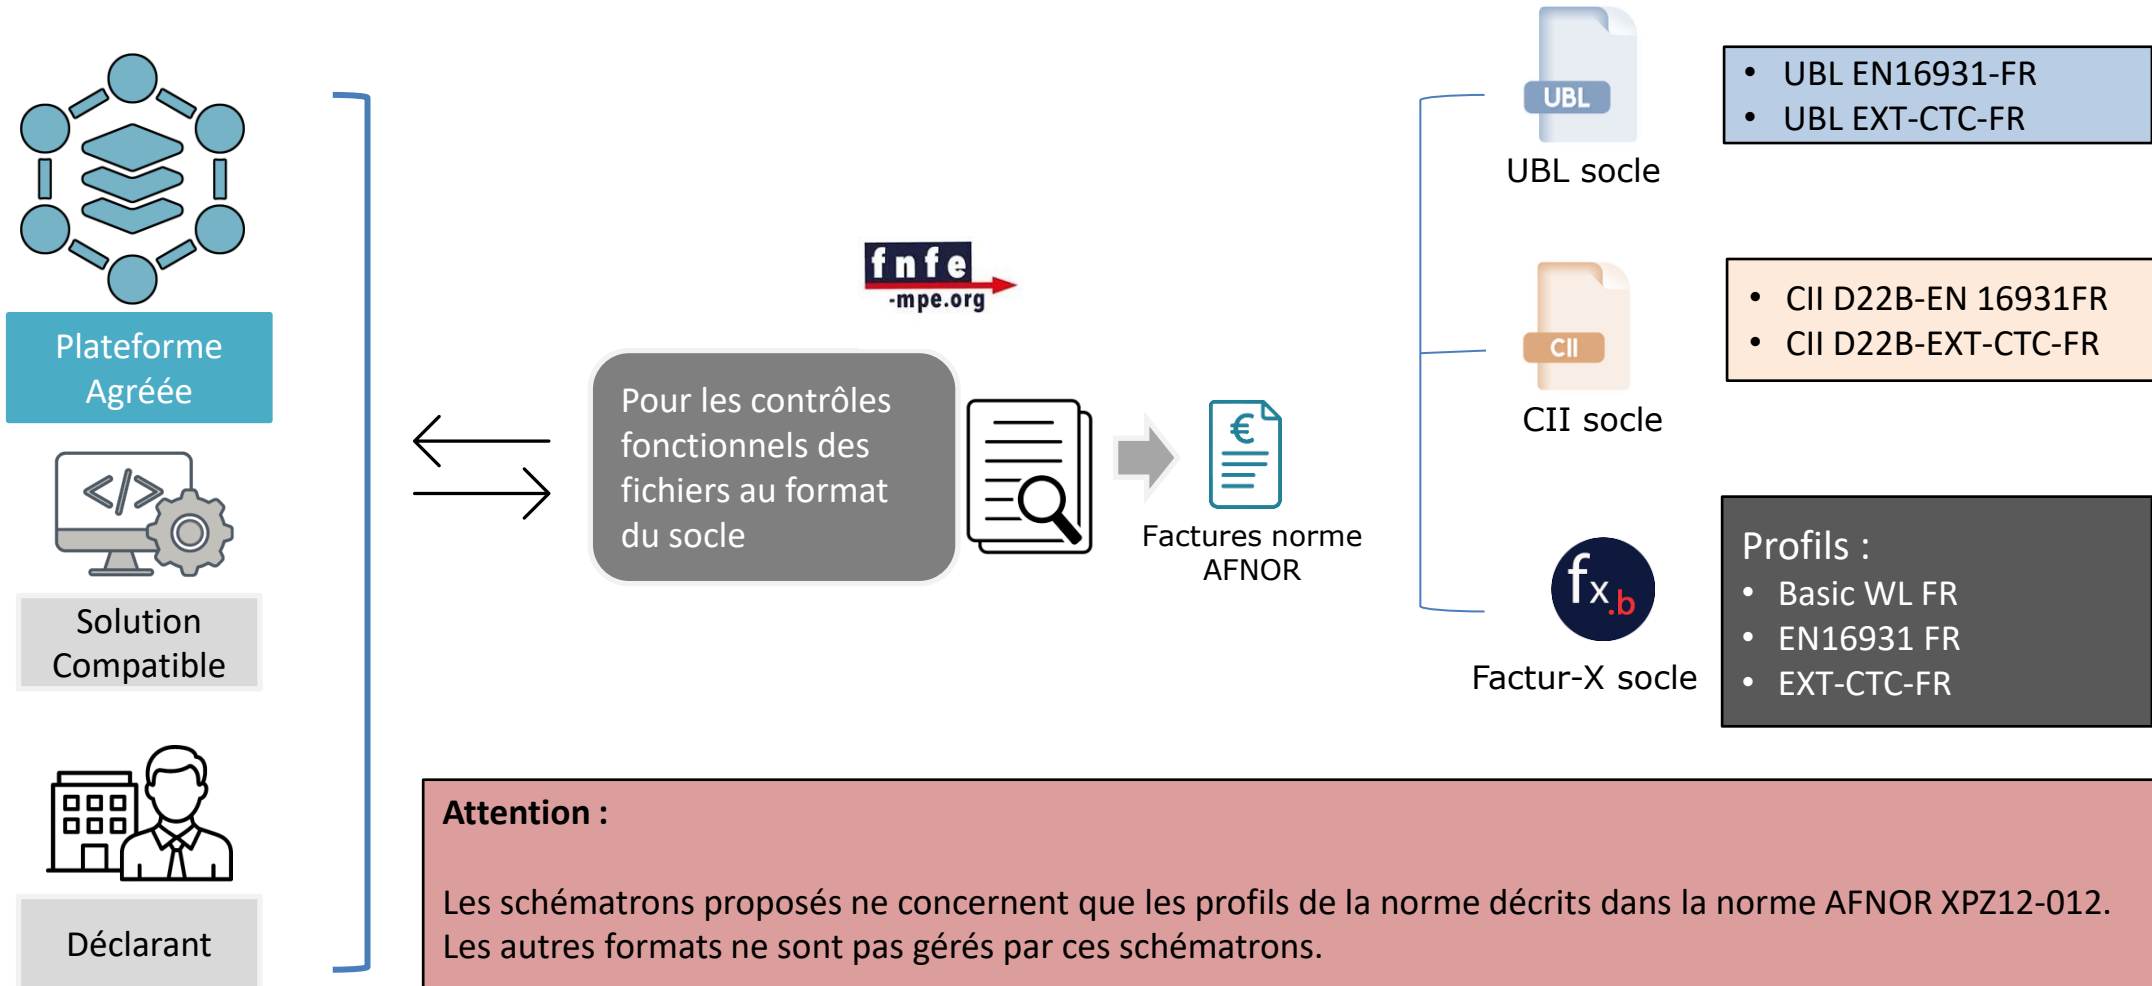 Plateforme
Agréée
</>
Solution
Compatible
Déclarant
fnfe
-mpe.org
Pour les contrôles
fonctionnels des
fichiers au format
du socle
€
Factures norme
AFNOR
UBL
UBL socle
• UBL EN16931-FR
• UBL EXT-CTC-FR
CII
CII socle
• CII D22B-EN 16931FR
• CII D22B-EXT-CTC-FR
fx.b
Factur-X socle
Profils :
• Basic WL FR
• EN16931 FR
• EXT-CTC-FR
Attention :
Les schématrons proposés ne concernent que les profils de la norme décrits dans la norme AFNOR XPZ12-012.
Les autres formats ne sont pas gérés par ces schématrons.